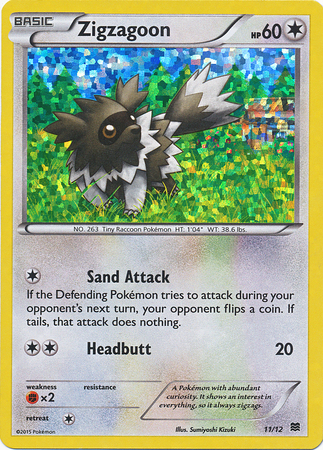 BASIC
Zigzagoon HP60
NO. 263 Tiny Raccoon Pokémon HT: 1'04" WT: 38.6 lbs.
Sand Attack
If the Defending Pokémon tries to attack during your
opponent's next turn, your opponent flips a coin. If
tails, that attack does nothing.
Headbutt 20
weakness resistance
×2
retreat
A Pokémon with abundant
curiosity. It shows an interest in
everything, so it always zigzags.
©2015 Pokémon Illus. Sumiyoshi Kizuki 11/12